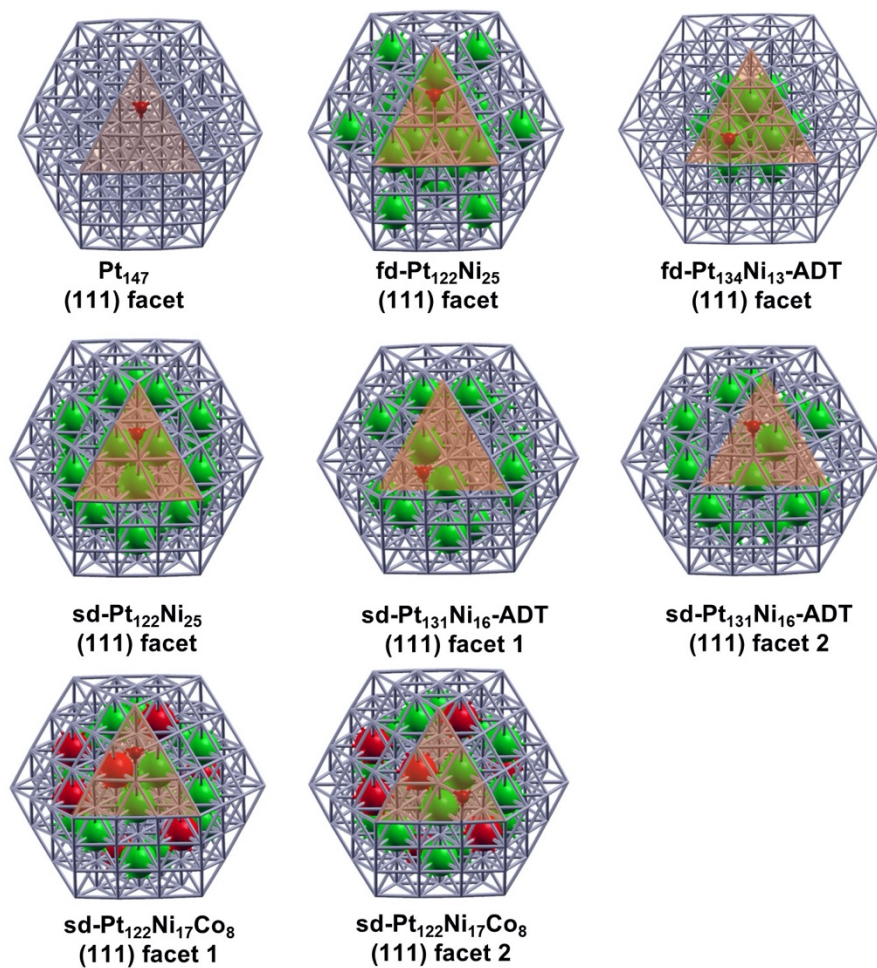 Pt₁₄₇
(111) facet
fd-Pt₁₂₂Ni₂₅
(111) facet
fd-Pt₁₃₄Ni₁₃-ADT
(111) facet
sd-Pt₁₂₂Ni₂₅
(111) facet
sd-Pt₁₃₁Ni₁₆-ADT
(111) facet 1
sd-Pt₁₃₁Ni₁₆-ADT
(111) facet 2
sd-Pt₁₂₂Ni₁₇Co₈
(111) facet 1
sd-Pt₁₂₂Ni₁₇Co₈
(111) facet 2